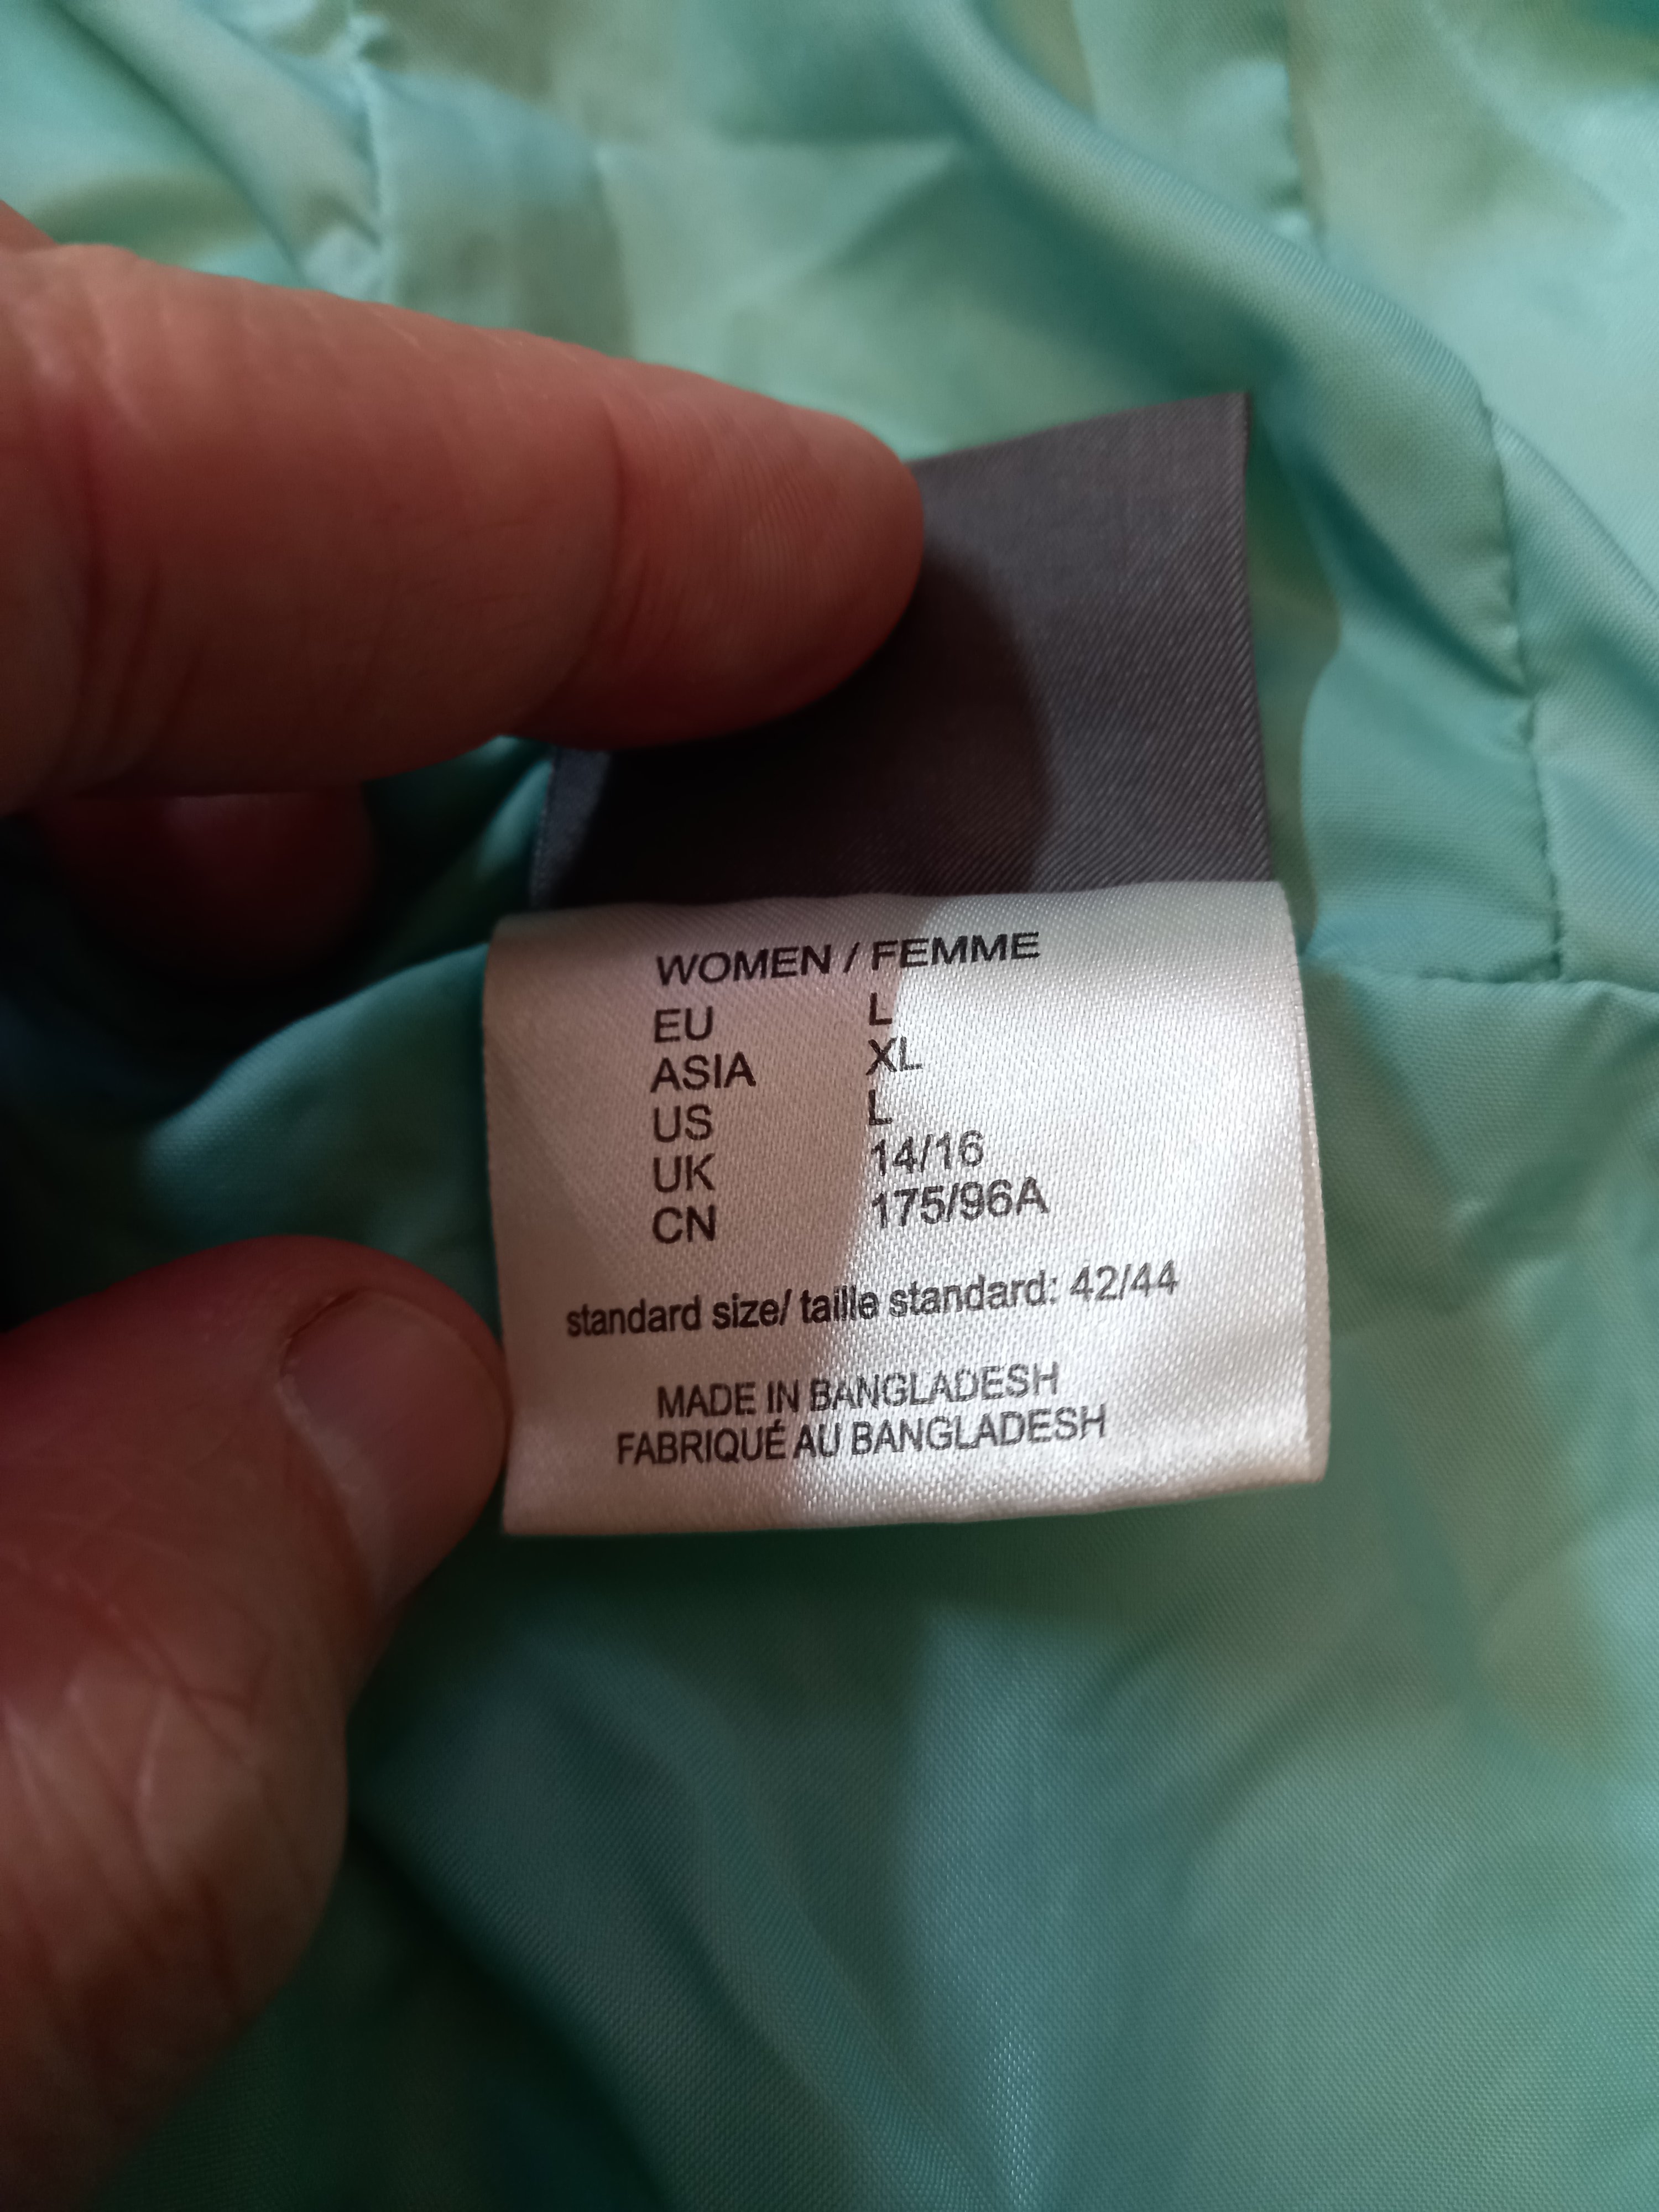 WOMEN / FEMME
EU L
ASIA XL
US L
UK 14/16
CN 175/96A
standard size/ taille standard: 42/44
MADE IN BANGLADESH
FABRIQUÉ AU BANGLADESH